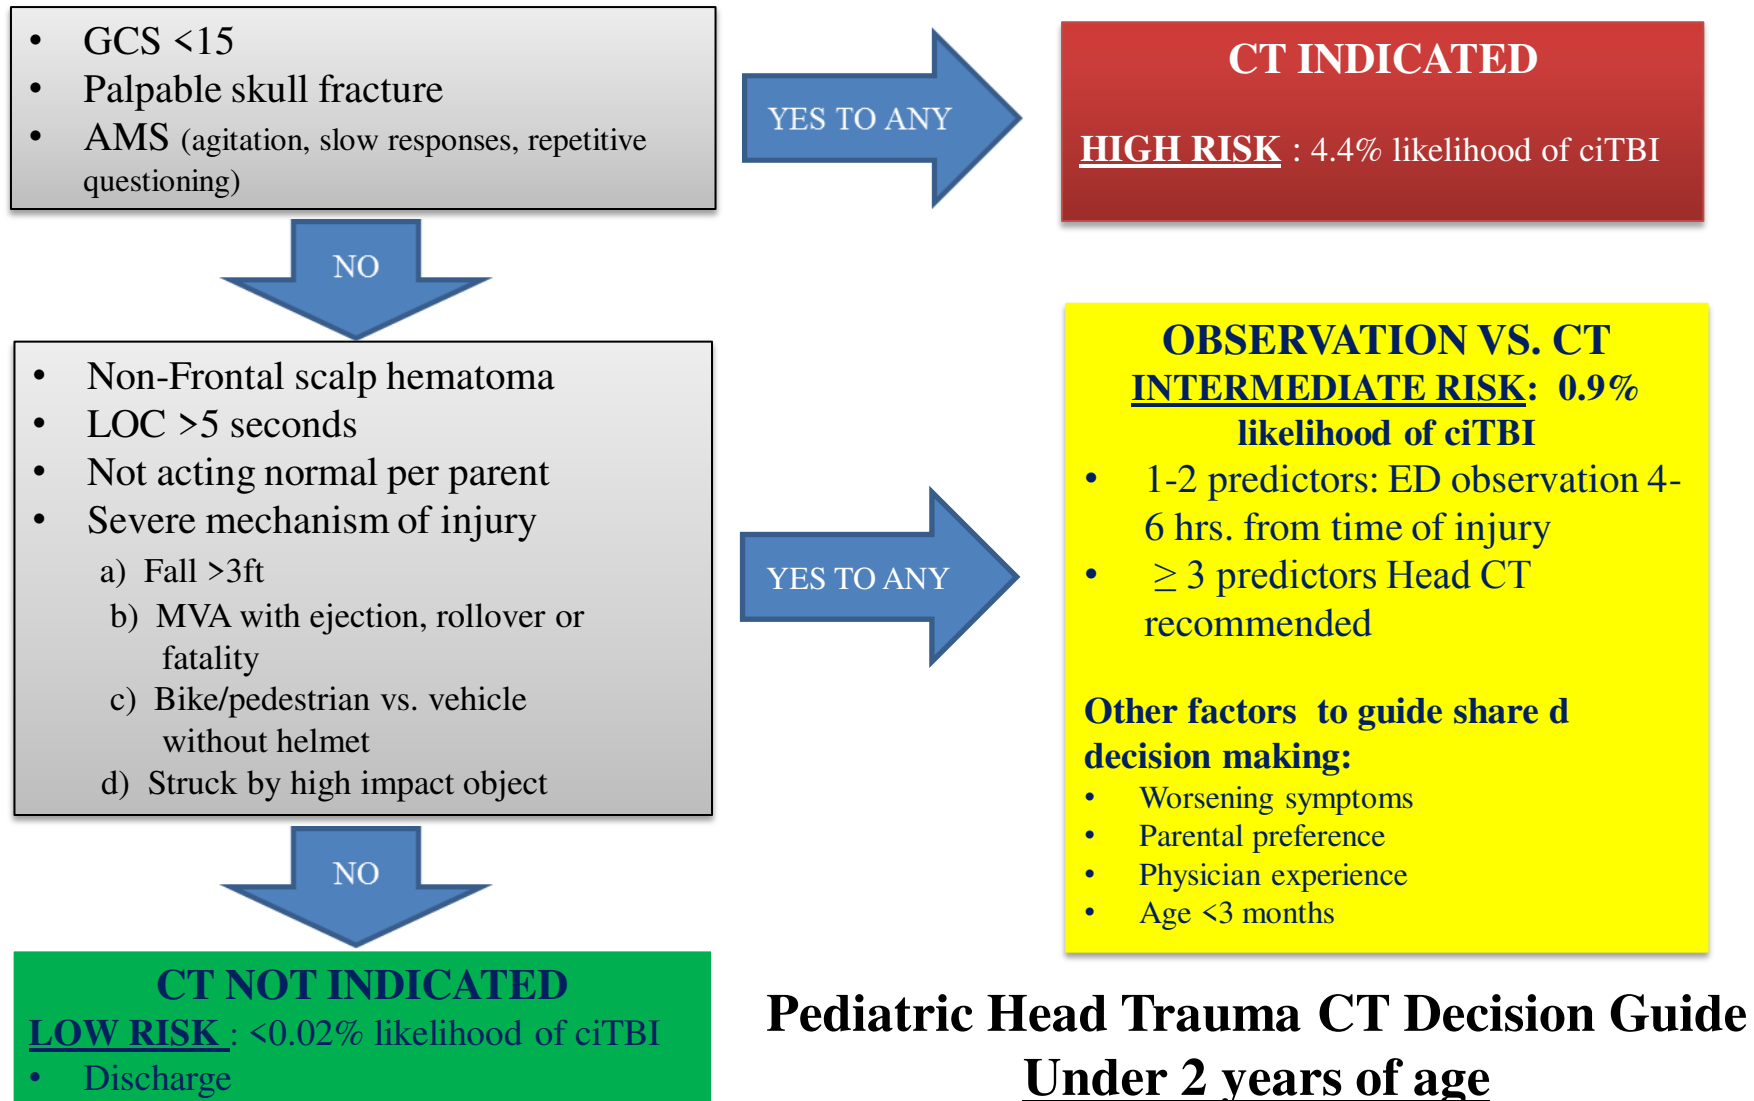 • GCS <15
• Palpable skull fracture
• AMS (agitation, slow responses, repetitive
questioning)
YES TO ANY
CT INDICATED
HIGH RISK : 4.4% likelihood of ciTBI
NO
• Non-Frontal scalp hematoma
• LOC >5 seconds
• Not acting normal per parent
• Severe mechanism of injury
a) Fall >3ft
b) MVA with ejection, rollover or
fatality
c) Bike/pedestrian vs. vehicle
without helmet
d) Struck by high impact object
YES TO ANY
OBSERVATION VS. CT
INTERMEDIATE RISK: 0.9%
likelihood of ciTBI
• 1-2 predictors: ED observation 4-
6 hrs. from time of injury
• ≥ 3 predictors Head CT
recommended
Other factors to guide share d
decision making:
• Worsening symptoms
• Parental preference
• Physician experience
• Age <3 months
NO
CT NOT INDICATED
LOW RISK : <0.02% likelihood of ciTBI
• Discharge
Pediatric Head Trauma CT Decision Guide
Under 2 years of age